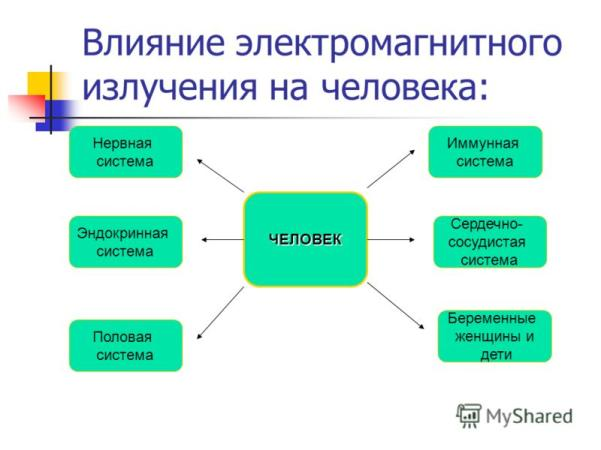 Влияние электромагнитного
излучения на человека:
Нервная
система
Иммунная
система
Эндокринная
система
ЧЕЛОВЕК
Сердечно-
сосудистая
система
Половая
система
Беременные
женщины и
дети
MyShared